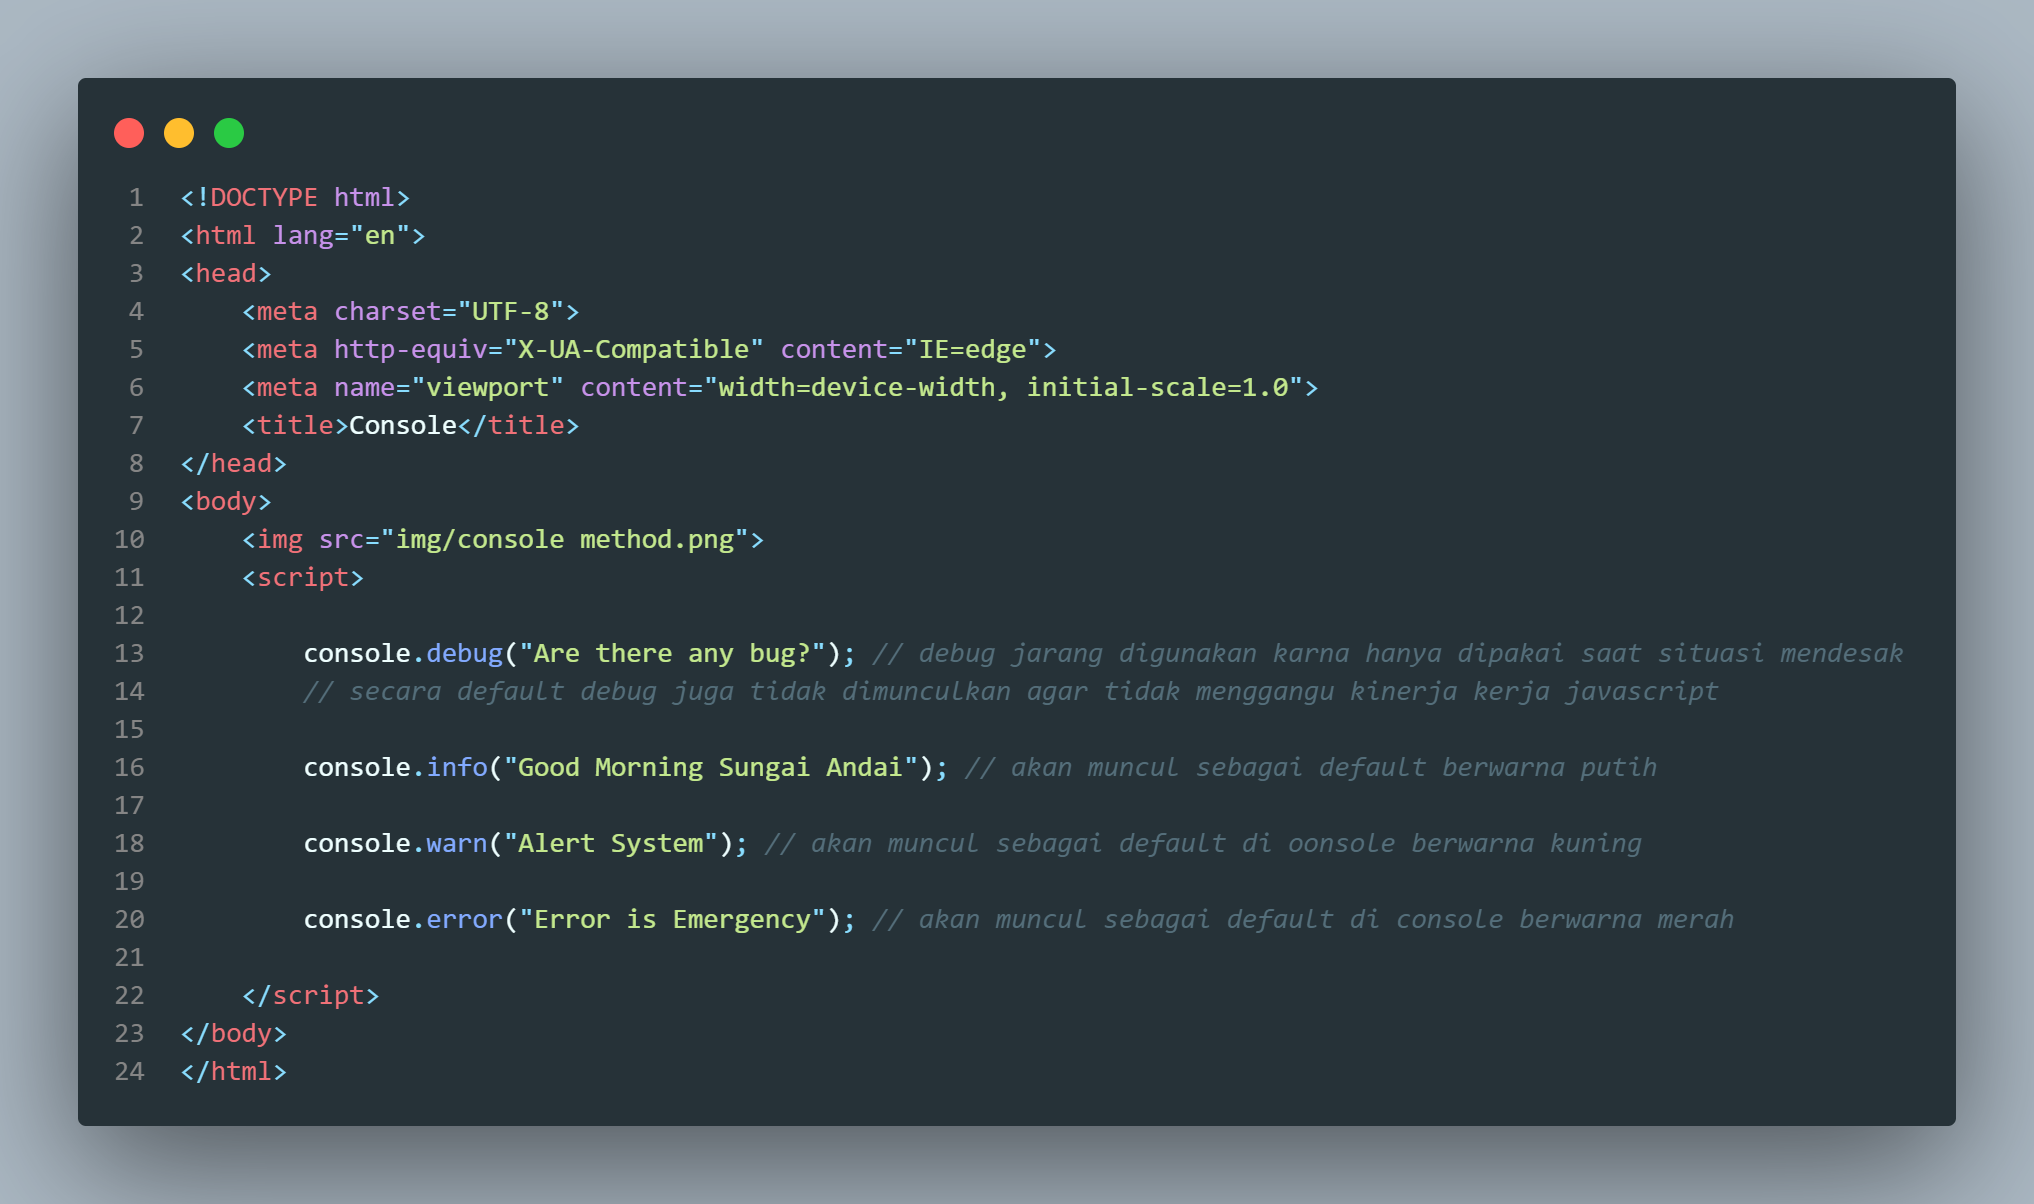 1 <!DOCTYPE html>
2 <html lang="en">
3 <head>
4     <meta charset="UTF-8">
5     <meta http-equiv="X-UA-Compatible" content="IE=edge">
6     <meta name="viewport" content="width=device-width, initial-scale=1.0">
7     <title>Console</title>
8 </head>
9 <body>
10     <img src="img/console method.png">
11     <script>
12
13         console.debug("Are there any bug?"); // debug jarang digunakan karna hanya dipakai saat situasi mendesak
14         // secara default debug juga tidak dimunculkan agar tidak menggangu kinerja kerja javascript
15
16         console.info("Good Morning Sungai Andai"); // akan muncul sebagai default berwarna putih
17
18         console.warn("Alert System"); // akan muncul sebagai default di oonsole berwarna kuning
19
20         console.error("Error is Emergency"); // akan muncul sebagai default di console berwarna merah
21
22     </script>
23 </body>
24 </html>